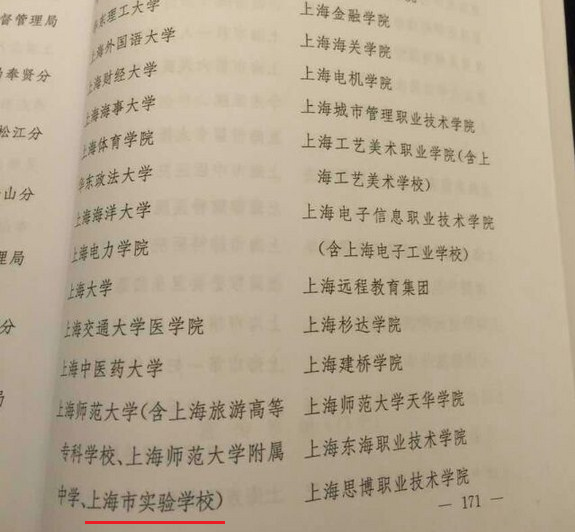 督管理局
奉贤分
松江分
山分
理局
分
局
东理工大学
上海外国语大学
上海财经大学
上海海事大学
上海体育学院
华东政法大学
上海海洋大学
上海电力学院
上海大学
上海交通大学医学院
上海中医药大学
上海师范大学(含上海旅游高等
专科学校、上海师范大学附属
中学、上海市实验学校)
上海金融学院
上海海关学院
上海电机学院
上海城市管理职业技术学院
上海工艺美术职业学院(含上
海工艺美术学校)
上海电子信息职业技术学院
(含上海电子工业学校)
上海远程教育集团
上海杉达学院
上海建桥学院
上海师范大学天华学院
上海东海职业技术学院
上海思博职业技术学院
— 171 —